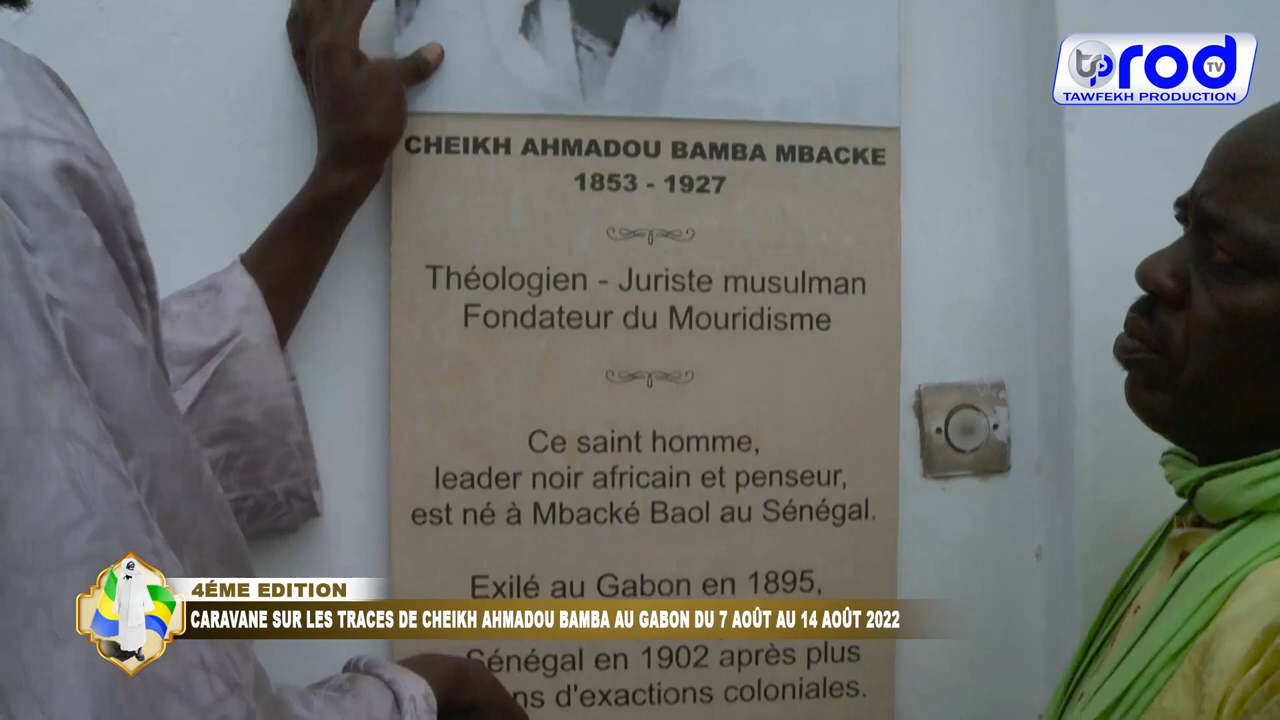 tp rod TV
TAWFEKH PRODUCTION
CHEIKH AHMADOU BAMBA MBACKE
1853 - 1927
Théologien - Juriste musulman
Fondateur du Mouridisme
Ce saint homme,
leader noir africain et penseur,
est né à Mbacké Baol au Sénégal.
Exilé au Gabon en 1895,
4ÉME EDITION
CARAVANE SUR LES TRACES DE CHEIKH AHMADOU BAMBA AU GABON DU 7 AOÛT AU 14 AOÛT 2022
Sénégal en 1902 après plus
d'exactions coloniales.